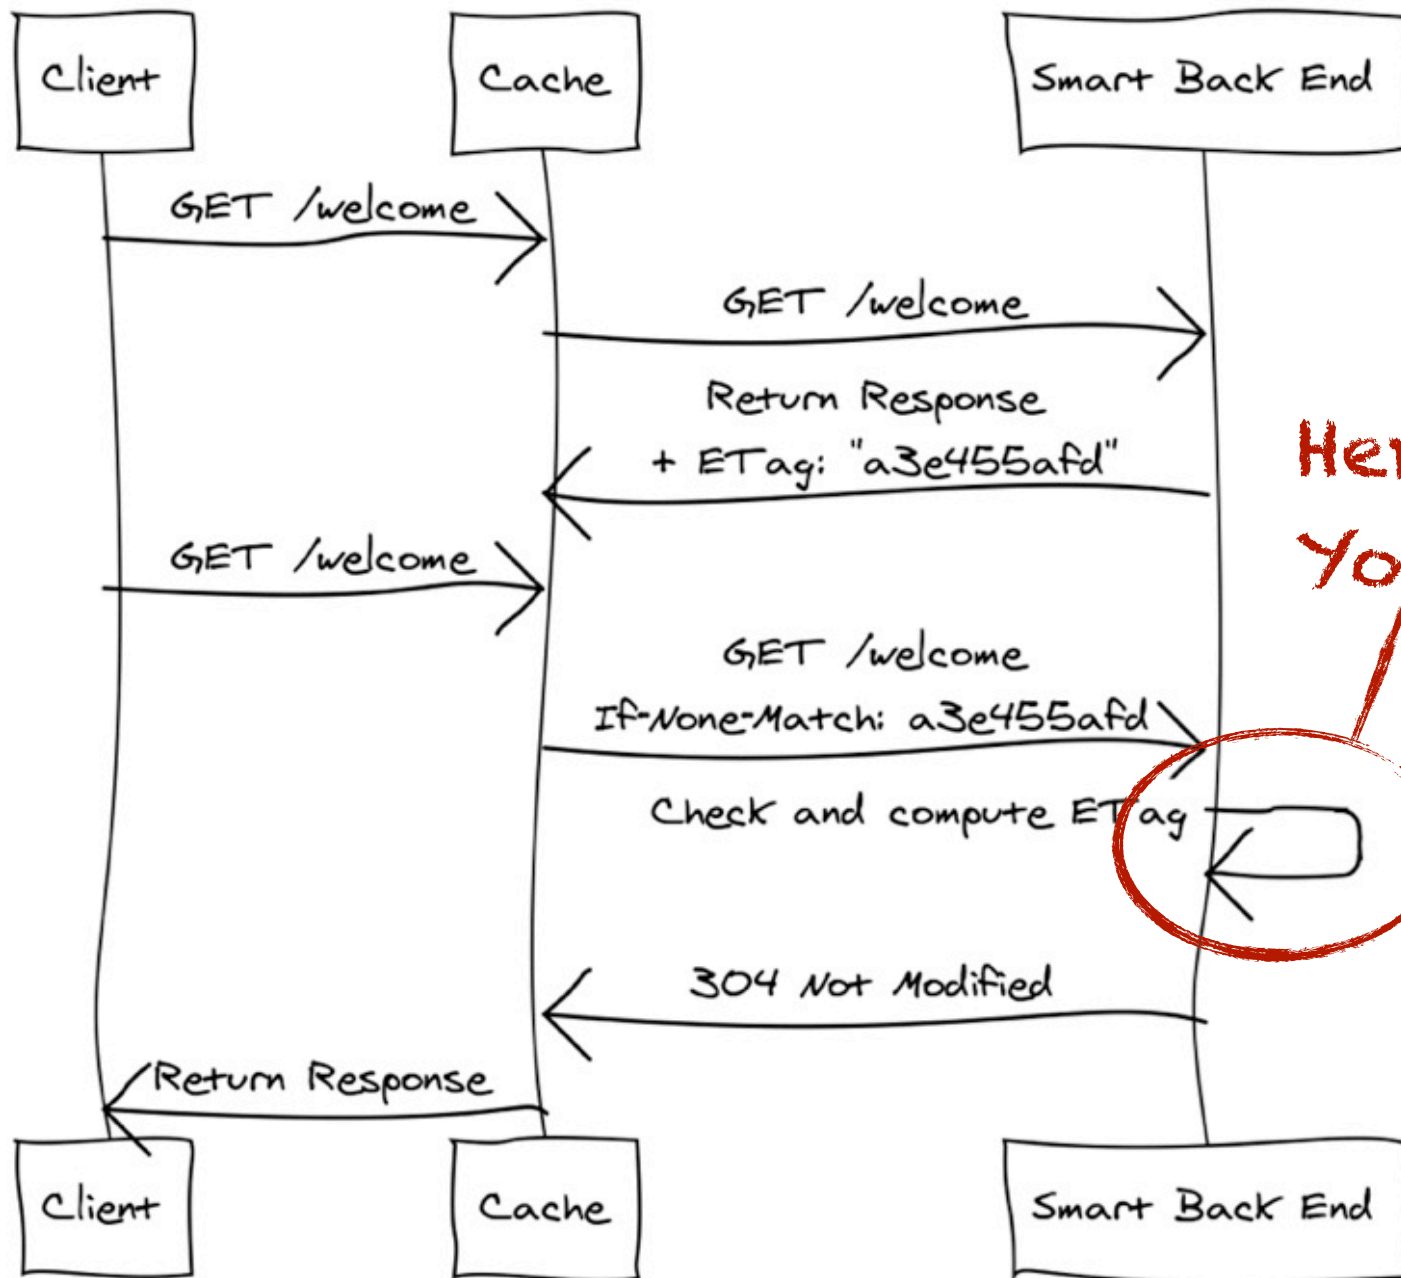 Client
Cache
Smart Back End
GET /welcome
GET /welcome
Return Response
+ ETag: "a3e455afd"
GET /welcome
GET /welcome
If-None-Match: a3e455afd
Check and compute ETag
304 Not Modified
Return Response
Client
Cache
Smart Back End